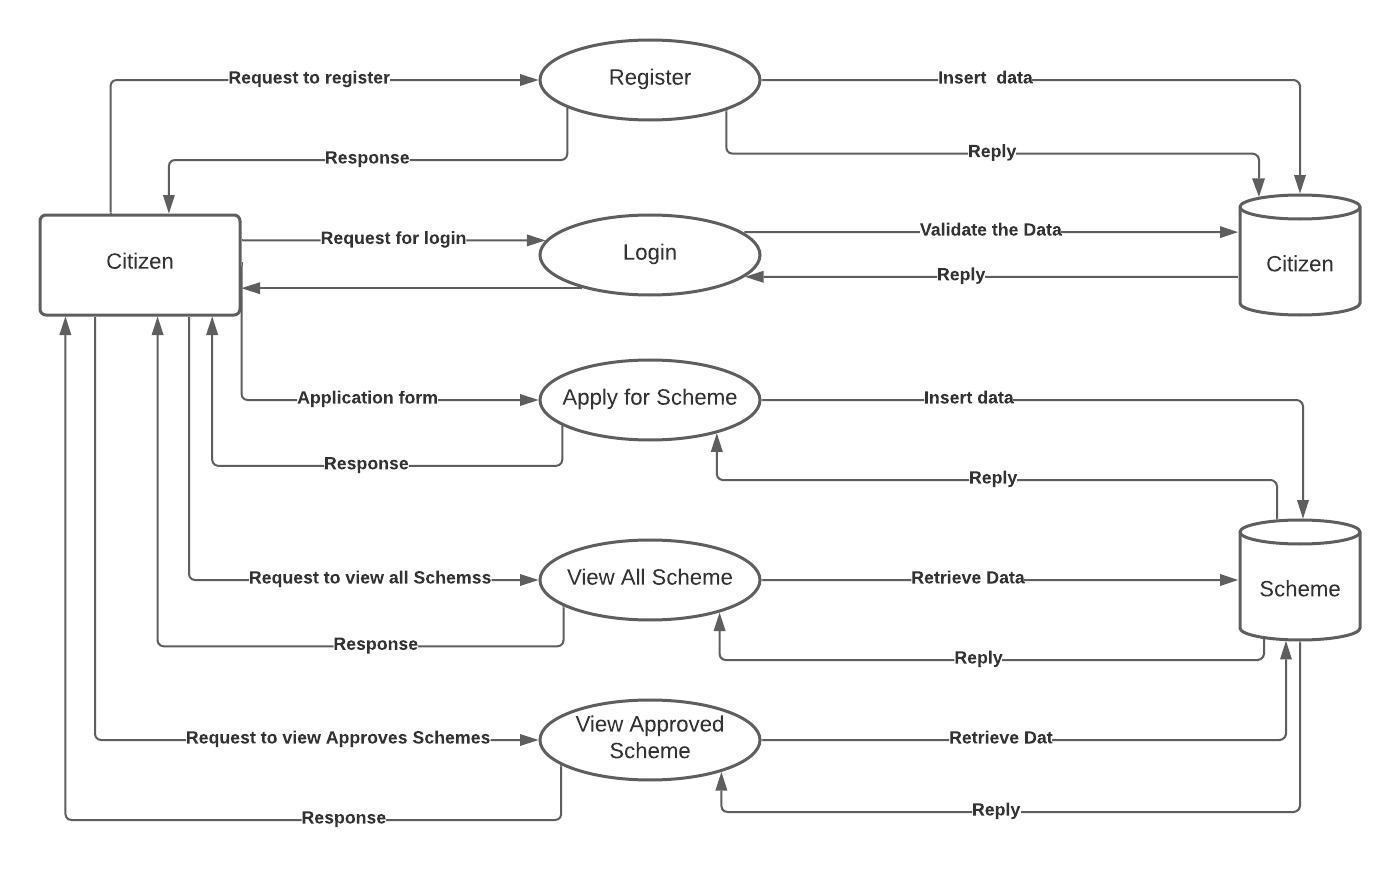 Request to register
Register
Insert data
Response
Reply
Citizen
Request for login
Login
Validate the Data
Reply
Citizen
Application form
Apply for Scheme
Insert data
Response
Reply
Request to view all Schemss
View All Scheme
Retrieve Data
Scheme
Response
Reply
Request to view Approves Schemes
View Approved
Scheme
Retrieve Dat
Response
Reply